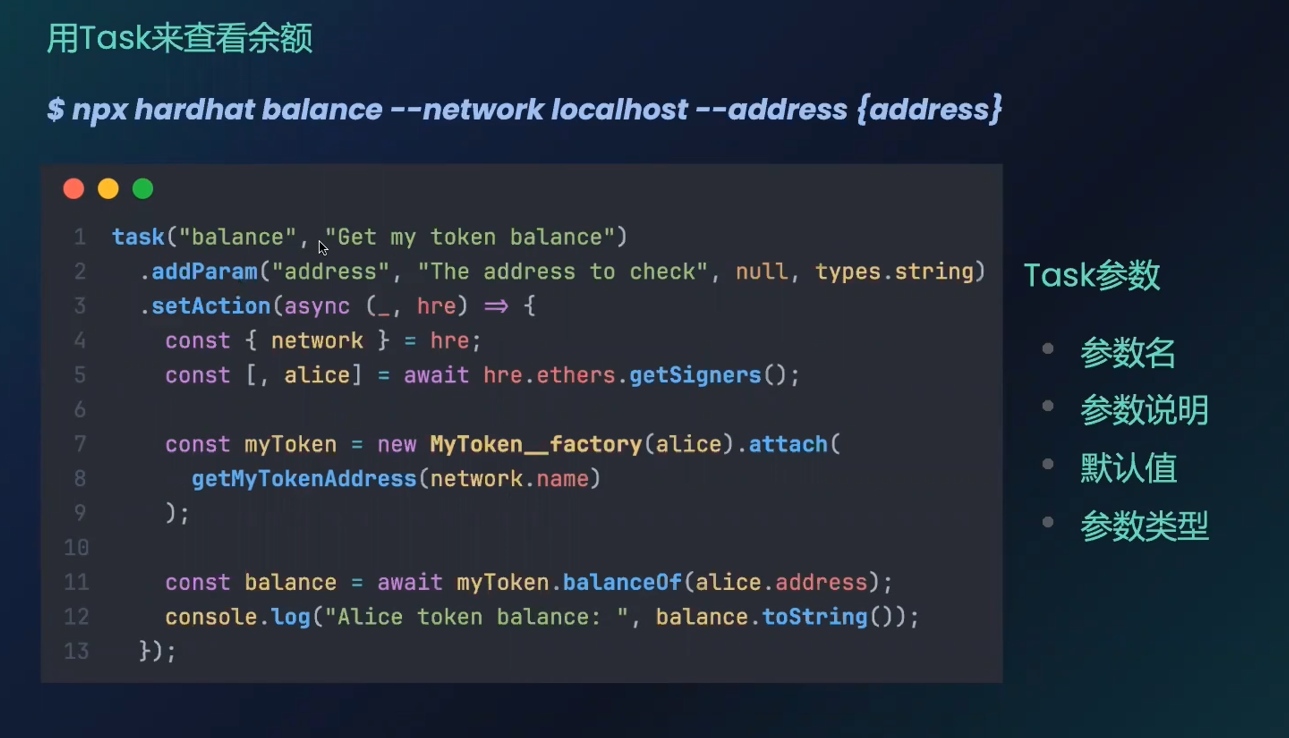 用Task来查看余额
$ npx hardhat balance --network localhost --address {address}
1 task("balance", "Get my token balance")
2 .addParam("address", "The address to check", null, types.string)
3 .setAction(async (_, hre) => {
4 const { network } = hre;
5 const [, alice] = await hre.ethers.getSigners();
6
7 const myToken = new MyToken__factory(alice).attach(
8 getMyTokenAddress(network.name)
9 );
10
11 const balance = await myToken.balanceOf(alice.address);
12 console.log("Alice token balance: ", balance.toString());
13 });
Task参数
参数名
参数说明
默认值
参数类型